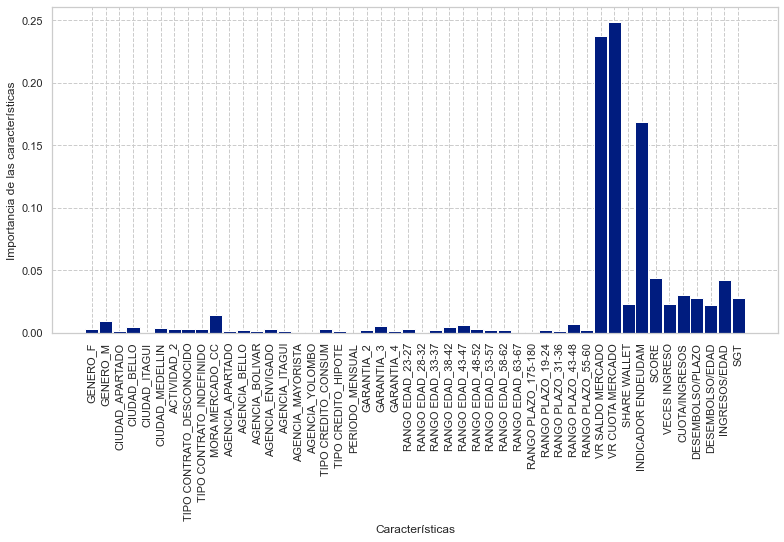 0.25
0.20
0.15
0.10
0.05
0.00
Importancia de las características
GENERO_F
GENERO_M
CIUDAD_APARTADO
CIUDAD_BELLO
CIUDAD_ITAGUI
CIUDAD_MEDELLIN
ACTIVIDAD_2
TIPO CONTRATO_DESCONOCIDO
TIPO CONTRATO_INDEFINIDO
MORA MERCADO_CC
AGENCIA_APARTADO
AGENCIA_BELLO
AGENCIA_BOLIVAR
AGENCIA_ENVIGADO
AGENCIA_ITAGUI
AGENCIA_MAYORISTA
AGENCIA_YOLOMBO
TIPO CREDITO_CONSUM
TIPO CREDITO_HIPOTE
PERIODO_MENSUAL
GARANTIA_2
GARANTIA_3
GARANTIA_4
RANGO EDAD_23-27
RANGO EDAD_28-32
RANGO EDAD_33-37
RANGO EDAD_38-42
RANGO EDAD_43-47
RANGO EDAD_48-52
RANGO EDAD_53-57
RANGO EDAD_58-62
RANGO EDAD_63-67
RANGO PLAZO_175-180
RANGO PLAZO_19-24
RANGO PLAZO_31-36
RANGO PLAZO_43-48
RANGO PLAZO_55-60
VR SALDO MERCADO
VR CUOTA MERCADO
SHARE WALLET
INDICADOR ENDEUDAM
SCORE
VECES INGRESO
CUOTA/INGRESOS
DESEMBOLSO/PLAZO
DESEMBOLSO/EDAD
INGRESOS/EDAD
SGT
Características